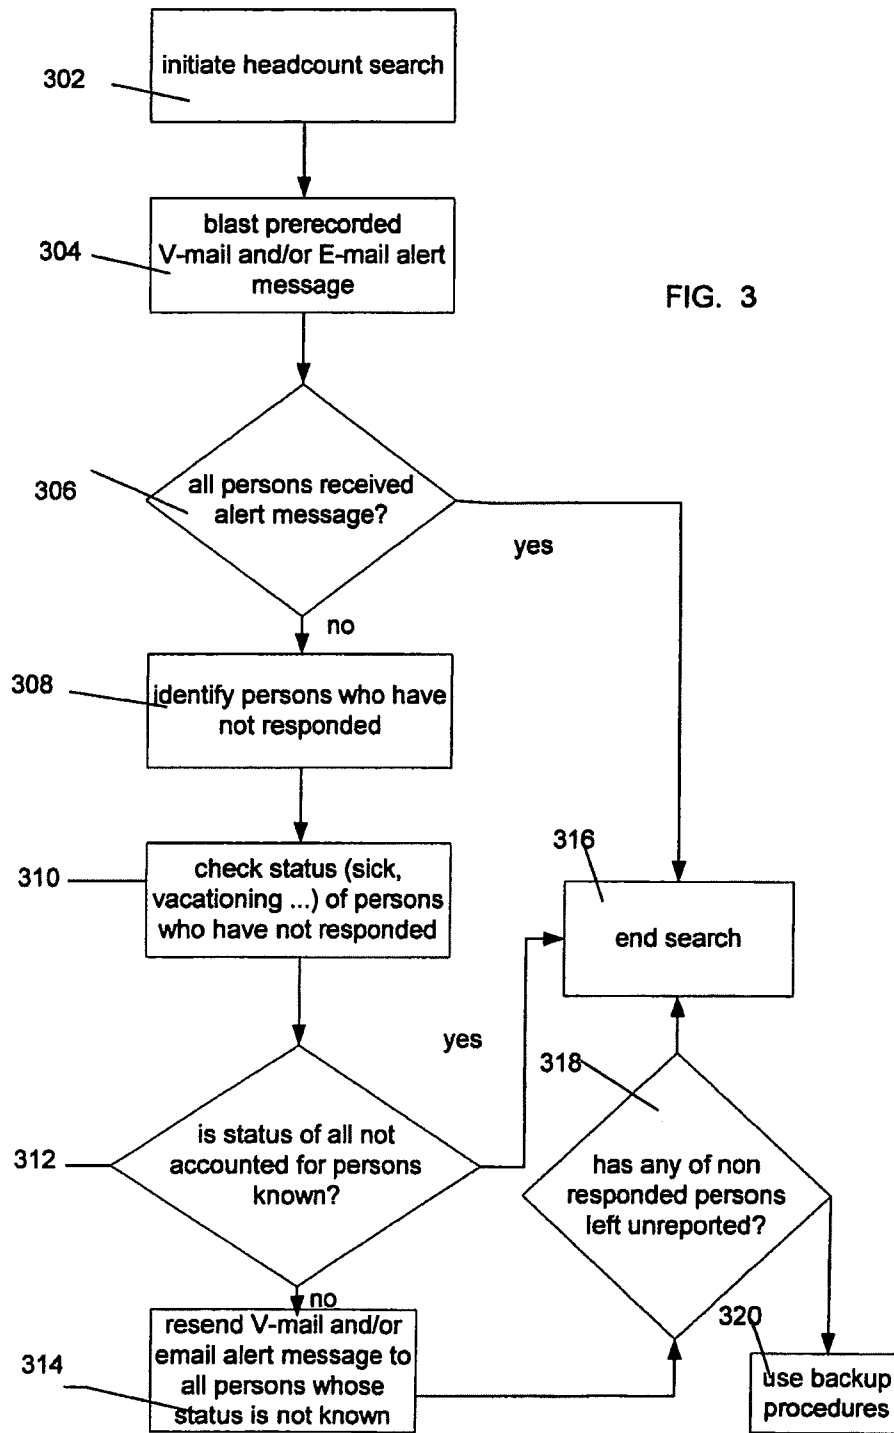 initiate headcount search
302
blast prerecorded
V-mail and/or E-mail alert
message
304
FIG. 3
all persons received
alert message?
306
yes
no
identify persons who have
not responded
308
check status (sick,
vacationing ...) of persons
who have not responded
310
316
end search
yes
318
is status of all not
accounted for persons
known?
312
has any of non
responded persons
left unreported?
no
resend V-mail and/or
email alert message to
all persons whose
status is not known
314
320
use backup
procedures